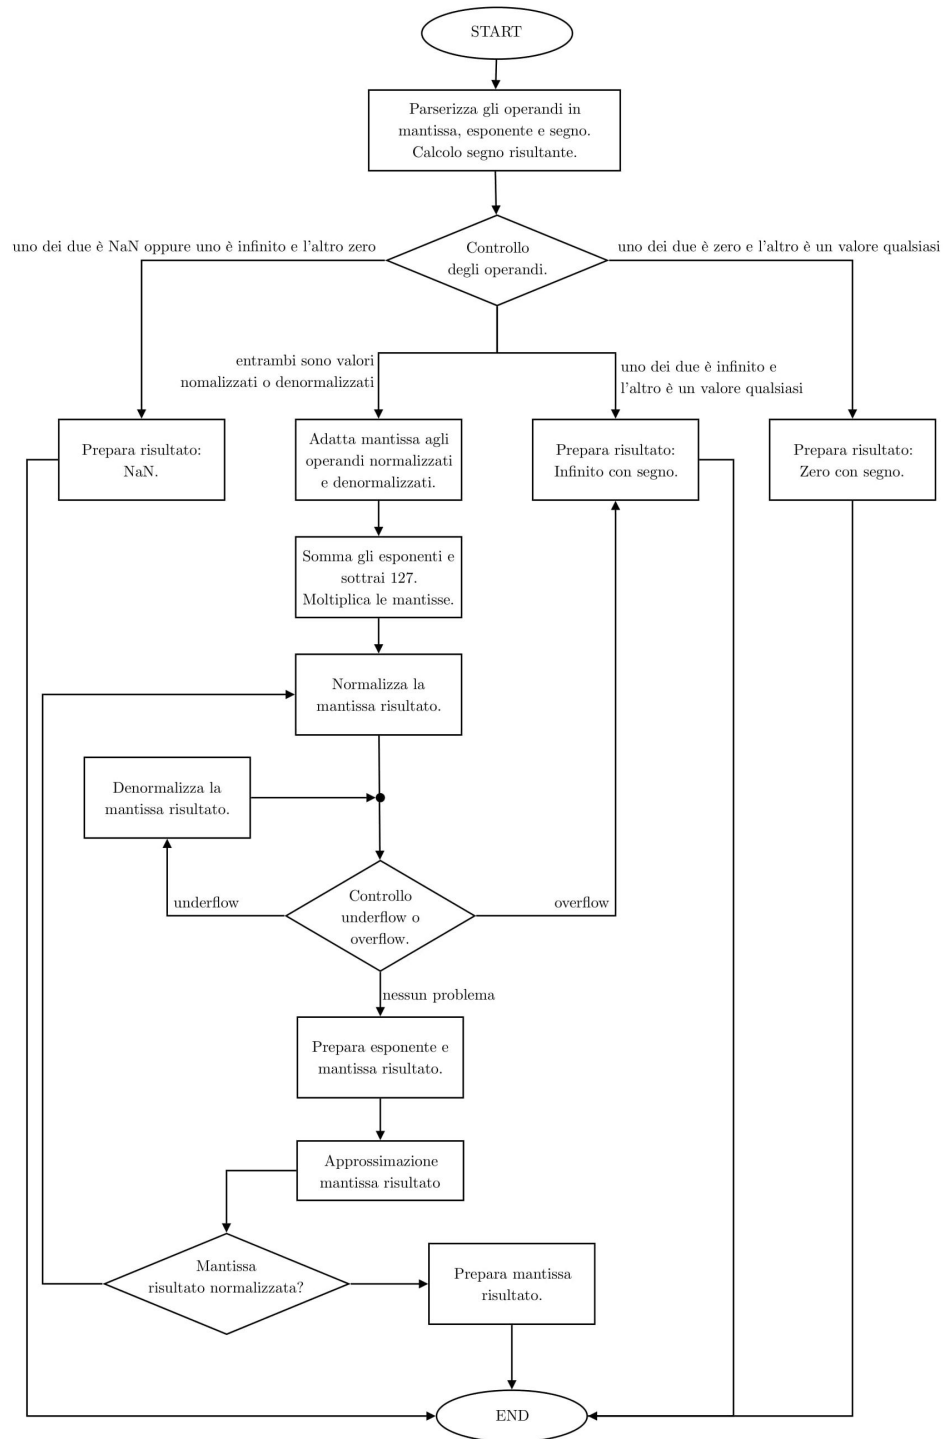 START
Parserizza gli operandi in
mantissa, esponente e segno.
Calcolo segno risultante.
uno dei due è NaN oppure uno è infinito e l'altro zero
Controllo
degli operandi.
uno dei due è zero e l'altro è un valore qualsiasi
entrambi sono valori
nomalizzati o denormalizzati
uno dei due è infinito e
l'altro è un valore qualsiasi
Prepara risultato:
NaN.
Adatta mantissa agli
operandi normalizzati
e denormalizzati.
Prepara risultato:
Infinito con segno.
Prepara risultato:
Zero con segno.
Somma gli esponenti e
sottrai 127.
Moltiplica le mantisse.
Normalizza la
mantissa risultato.
Denormalizza la
mantissa risultato.
underflow
Controllo
underflow o
overflow.
overflow
nessun problema
Prepara esponente e
mantissa risultato.
Approssimazione
mantissa risultato
Mantissa
risultato normalizzata?
Prepara mantissa
risultato.
END